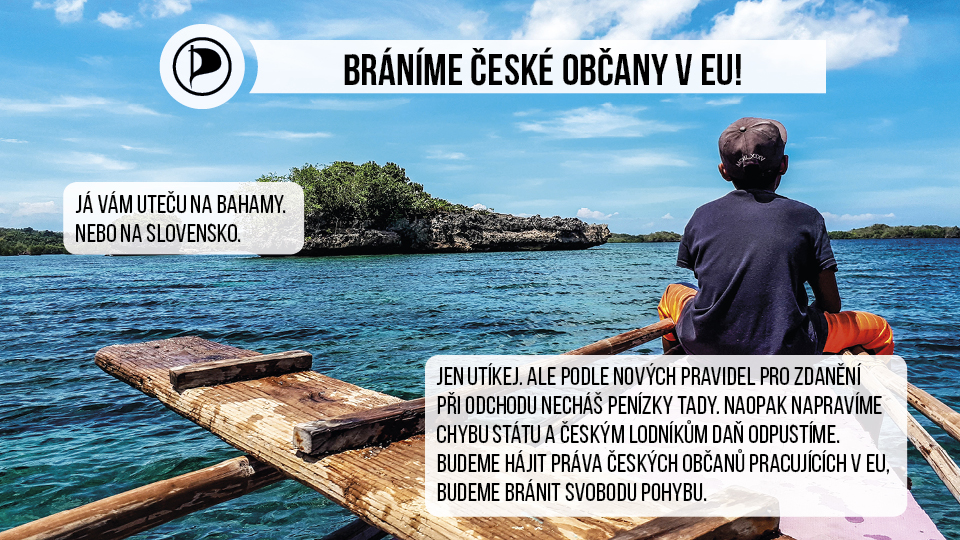 BRÁNÍME ČESKÉ OBČANY V EU!
JÁ VÁM UTEČU NA BAHAMY.
NEBO NA SLOVENSKO.
JEN UTÍKEJ. ALE PODLE NOVÝCH PRAVIDEL PRO ZDANĚNÍ
PŘI ODCHODU NECHÁŠ PENÍZKY TADY. NAOPAK NAPRAVÍME
CHYBU STÁTU A ČESKÝM LODNÍKŮM DAŇ ODPUSTÍME.
BUDEME HÁJIT PRÁVA ČESKÝCH OBČANŮ PRACUJÍCÍCH V EU,
BUDEME BRÁNIT SVOBODU POHYBU.